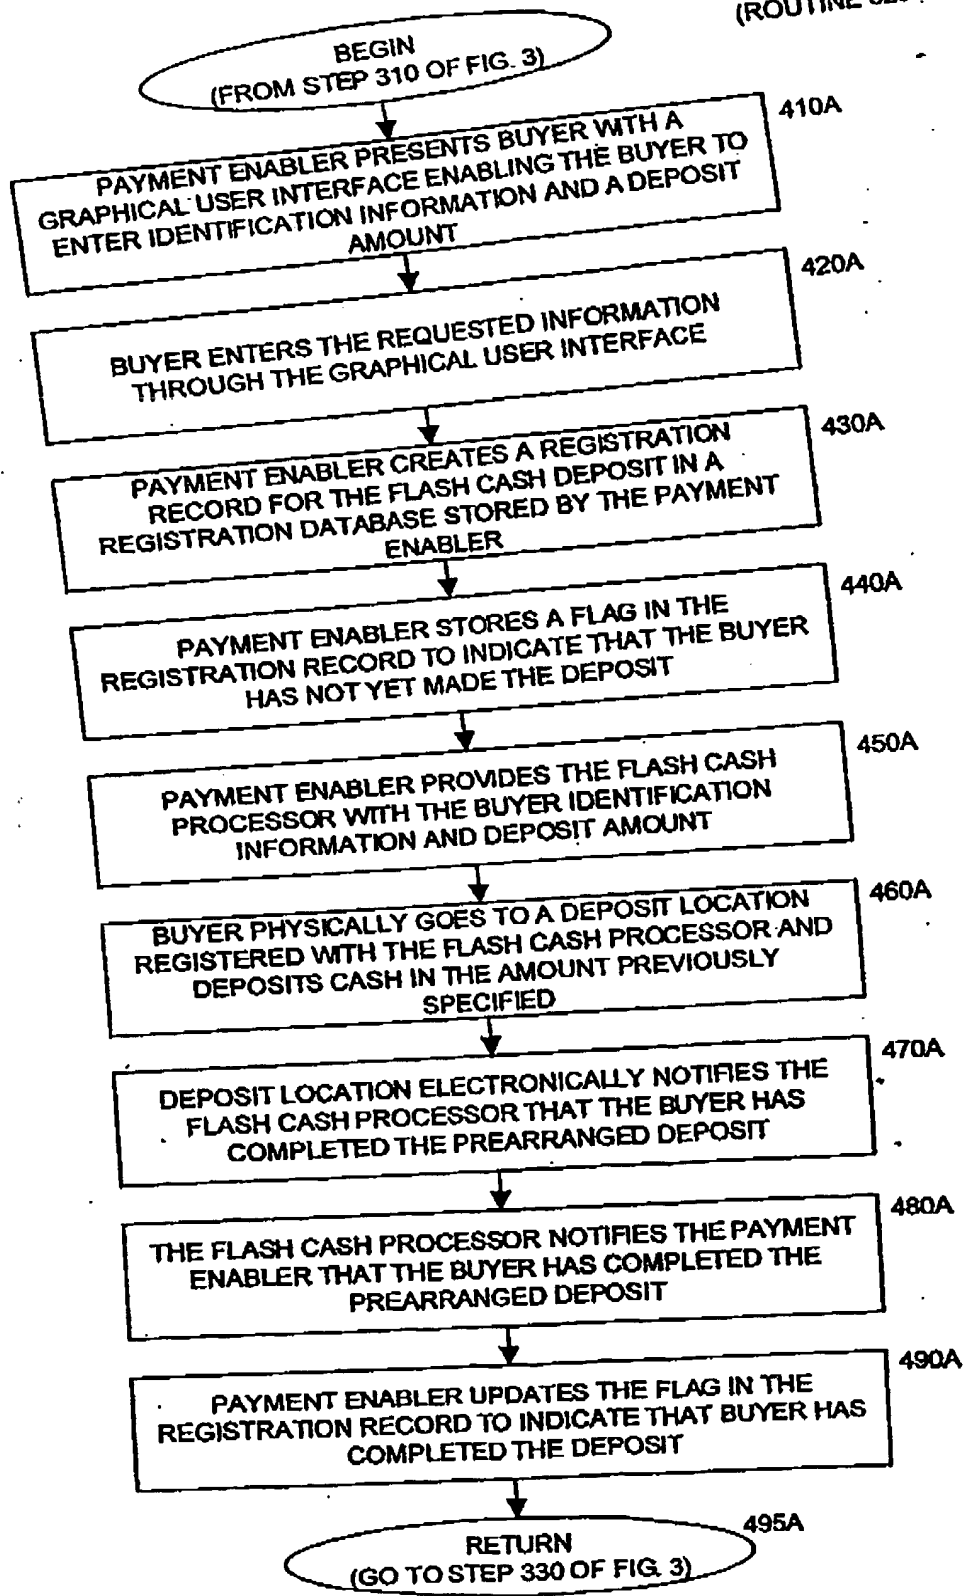 (ROUTINE
BEGIN
(FROM STEP 310 OF FIG. 3)
410A
PAYMENT ENABLER PRESENTS BUYER WITH A
GRAPHICAL USER INTERFACE ENABLING THE BUYER TO
ENTER IDENTIFICATION INFORMATION AND A DEPOSIT
AMOUNT
420A
BUYER ENTERS THE REQUESTED INFORMATION
THROUGH THE GRAPHICAL USER INTERFACE
430A
PAYMENT ENABLER CREATES A REGISTRATION
RECORD FOR THE FLASH CASH DEPOSIT IN A
REGISTRATION DATABASE STORED BY THE PAYMENT
ENABLER
440A
PAYMENT ENABLER STORES A FLAG IN THE
REGISTRATION RECORD TO INDICATE THAT THE BUYER
HAS NOT YET MADE THE DEPOSIT
450A
PAYMENT ENABLER PROVIDES THE FLASH CASH
PROCESSOR WITH THE BUYER IDENTIFICATION
INFORMATION AND DEPOSIT AMOUNT
460A
BUYER PHYSICALLY GOES TO A DEPOSIT LOCATION
REGISTERED WITH THE FLASH CASH PROCESSOR AND
DEPOSITS CASH IN THE AMOUNT PREVIOUSLY
SPECIFIED
470A
DEPOSIT LOCATION ELECTRONICALLY NOTIFIES THE
FLASH CASH PROCESSOR THAT THE BUYER HAS
COMPLETED THE PREARRANGED DEPOSIT
480A
THE FLASH CASH PROCESSOR NOTIFIES THE PAYMENT
ENABLER THAT THE BUYER HAS COMPLETED THE
PREARRANGED DEPOSIT
490A
PAYMENT ENABLER UPDATES THE FLAG IN THE
REGISTRATION RECORD TO INDICATE THAT BUYER HAS
COMPLETED THE DEPOSIT
495A
RETURN
(GO TO STEP 330 OF FIG. 3)